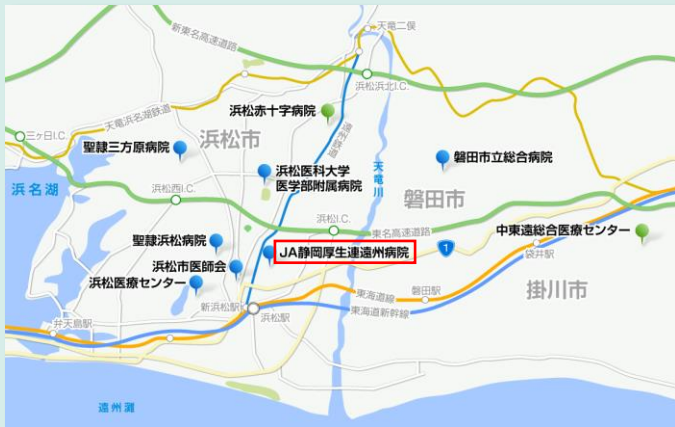 天竜二俣
新東名高速道路
浜松浜北I.C.
天竜浜名湖鉄道
浜松赤十字病院
三ヶ日I.C.
浜松市
遠州鉄道
聖隷三方原病院
磐田市立総合病院
浜松医科大学
医学部附属病院
天竜川
浜名湖
浜松西I.C.
磐田市
浜松I.C.
東名高速道路
中東遠総合医療センター
聖隷浜松病院
1
JA静岡厚生連遠州病院
袋井駅
浜松市医師会
浜松医療センター
掛川市
東海道線
磐田駅
新浜松駅
東海道新幹線
浜松駅
弁天島駅
遠州灘